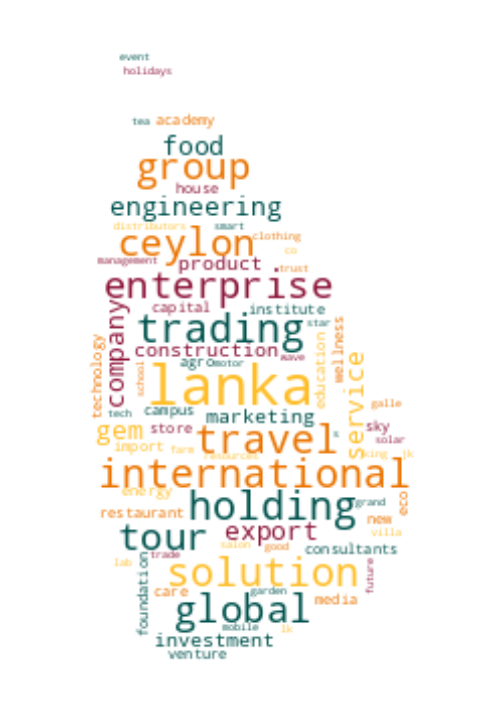 event
holidays
tea academy
food
group
house
engineering
distributors smart
ceylon clothing
co
management product trust
enterprise
capital institute
trading star
company construction wave
agro motor
wellness
technology
education
school
lanka
service
galle
tech campus marketing
gem store travel sky
s
solar
import farm king lk
resources
international
energy
holding grand
eco
restaurant new
tour export villa
salon good consultants
lab trade
solution
future
foundation
care garden media
global
mobile lk
investment
venture